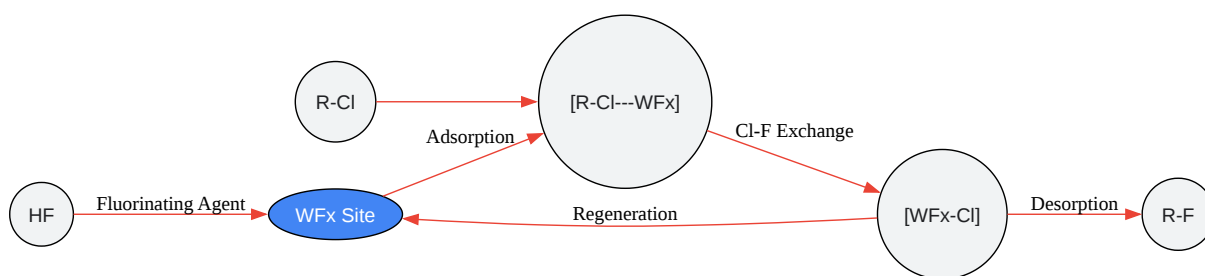 R-Cl
[R-Cl---WFx]
Adsorption
Cl-F Exchange
HF
Fluorinating Agent
WFx Site
Regeneration
[WFx-Cl]
Desorption
R-F